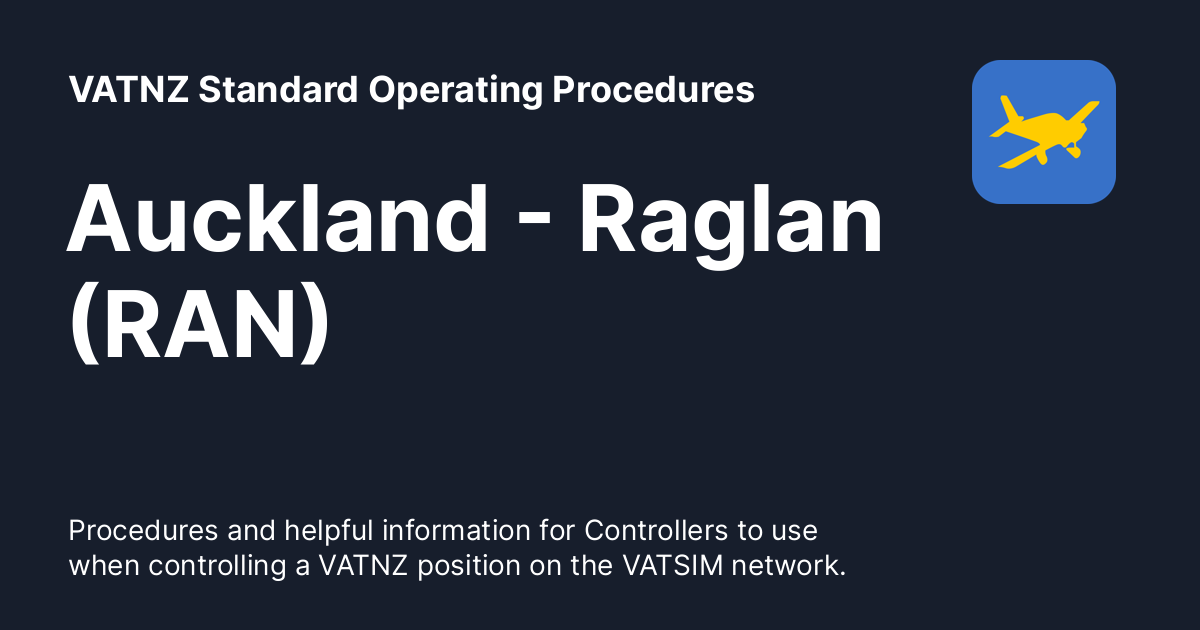 VATNZ Standard Operating Procedures
Auckland - Raglan
(RAN)
Procedures and helpful information for Controllers to use
when controlling a VATNZ position on the VATSIM network.